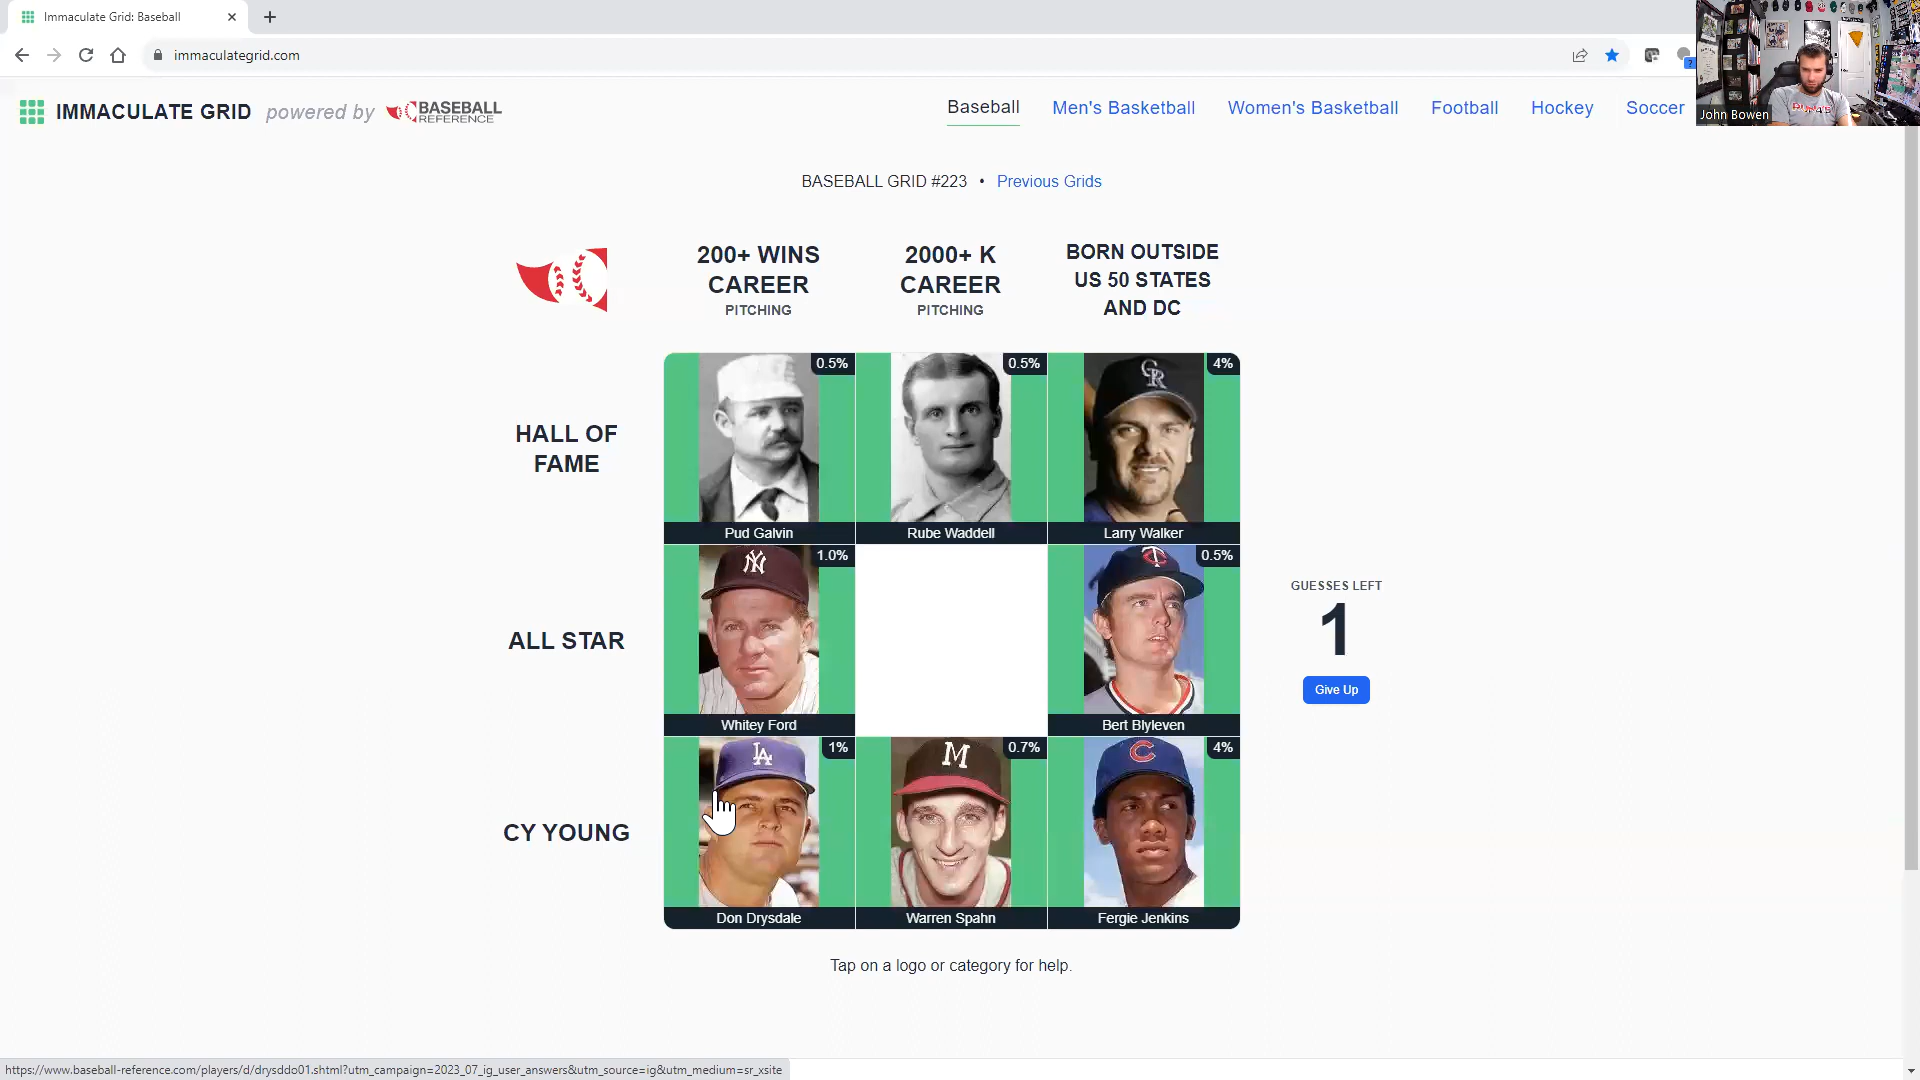 Immaculate Grid: Baseball
immaculategrid.com
IMMACULATE GRID powered by BASEBALL REFERENCE
Baseball Men's Basketball Women's Basketball Football Hockey Soccer
John Bowen
BASEBALL GRID #223 • Previous Grids
200+ WINS
CAREER
PITCHING
2000+ K
CAREER
PITCHING
BORN OUTSIDE
US 50 STATES
AND DC
HALL OF
FAME
0.5%
Pud Galvin
0.5%
Rube Waddell
4%
CR
Larry Walker
ALL STAR
1.0%
NY
Whitey Ford
0.5%
TC
Bert Blyleven
GUESSES LEFT
1
Give Up
CY YOUNG
1%
LA
Don Drysdale
0.7%
M
Warren Spahn
4%
C
Fergie Jenkins
Tap on a logo or category for help.
https://www.baseball-reference.com/players/d/drysddo01.shtml?utm_campaign=2023_07_ig_user_answers&utm_source=ig&utm_medium=sr_xsite